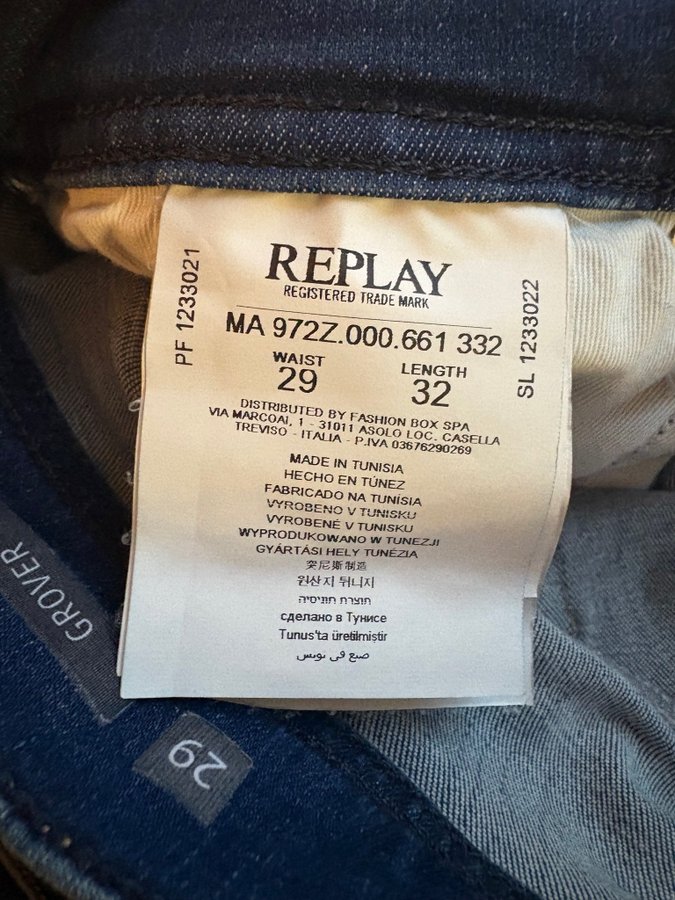 REPLAY
REGISTERED TRADE MARK
MA 972Z.000.661 332
WAIST
29
LENGTH
32
DISTRIBUTED BY FASHION BOX SPA
VIA MARCOAI, 1 - 31011 ASOLO LOC. CASELLA
TREVISO - ITALIA - P.IVA 03676290269
MADE IN TUNISIA
HECHO EN TÚNEZ
FABRICADO NA TUNÍSIA
VYROBENO V TUNISKU
VYROBENÉ V TUNISKU
WYPRODUKOWANO W TUNEZJI
GYÁRTÁSI HELY TUNÉZIA
突尼斯制造
원산지 튀니지
תוצרת תוניסיה
сделано в Тунисе
Tunus'ta üretilmiştir
صنع في تونس
PF 1233021
SL 1233022
GROVER
29